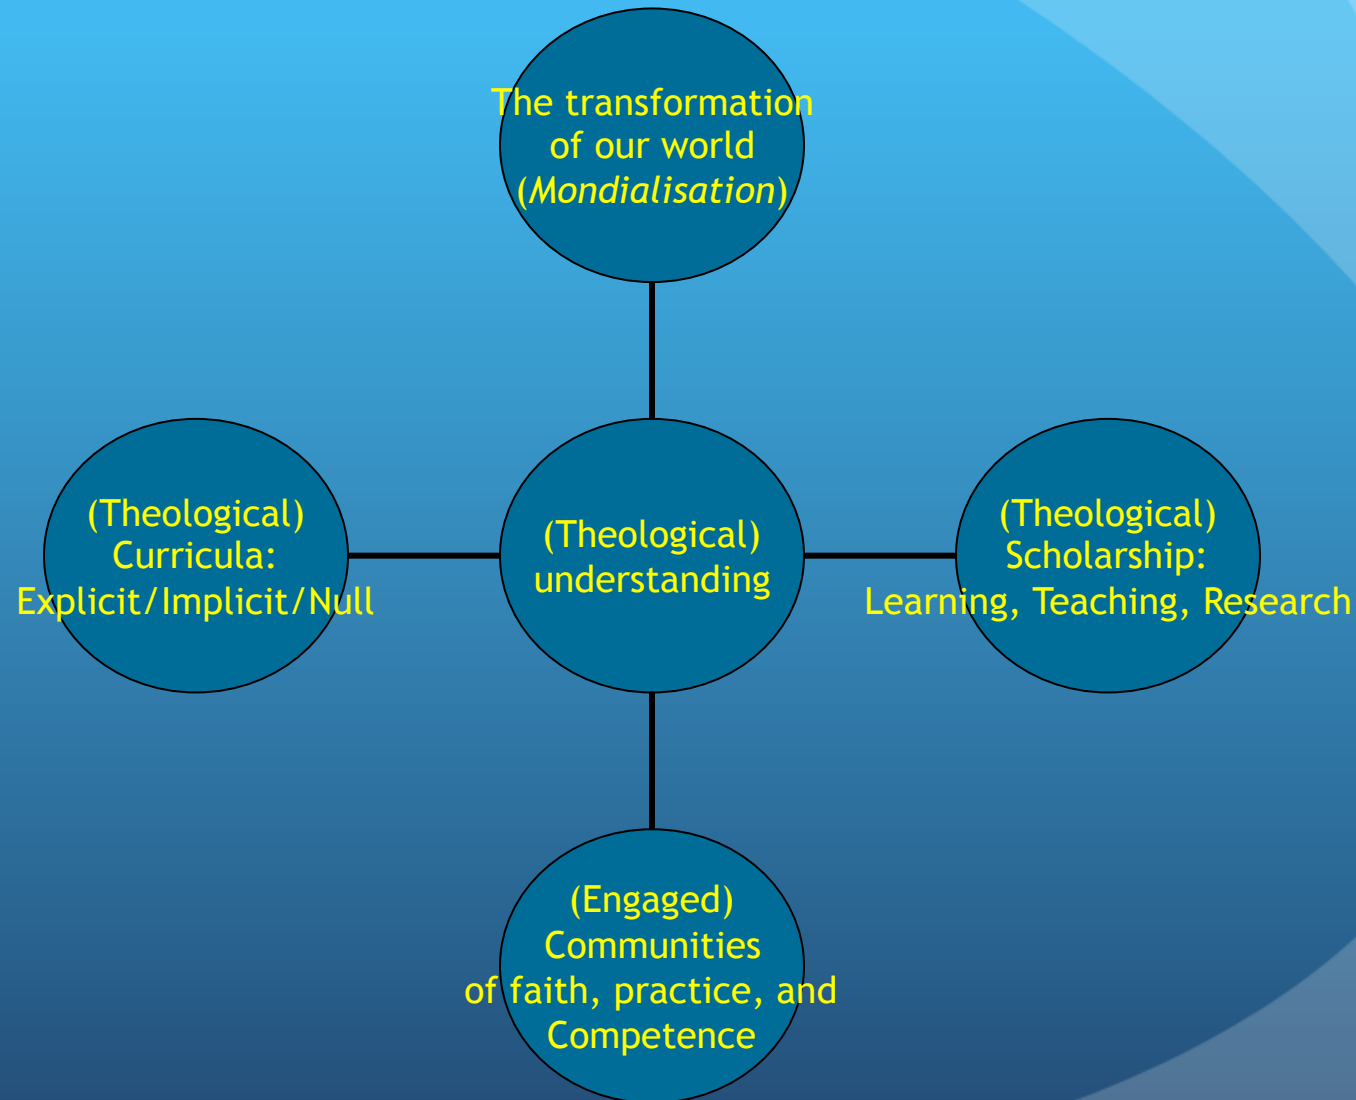 The transformation
of our world
(Mondialisation)
(Theological)
Curricula:
Explicit/Implicit/Null
(Theological)
understanding
(Theological)
Scholarship:
Learning, Teaching, Research
(Engaged)
Communities
of faith, practice, and
Competence